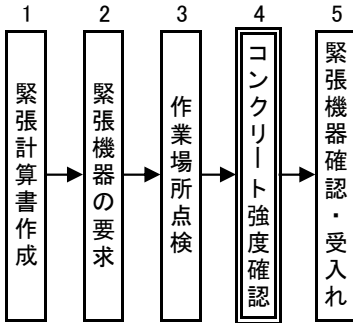 1
緊張計算書作成
2
緊張機器の要求
3
作業場所点検
4
コンクリート強度確認
5
緊張機器確認・受入れ